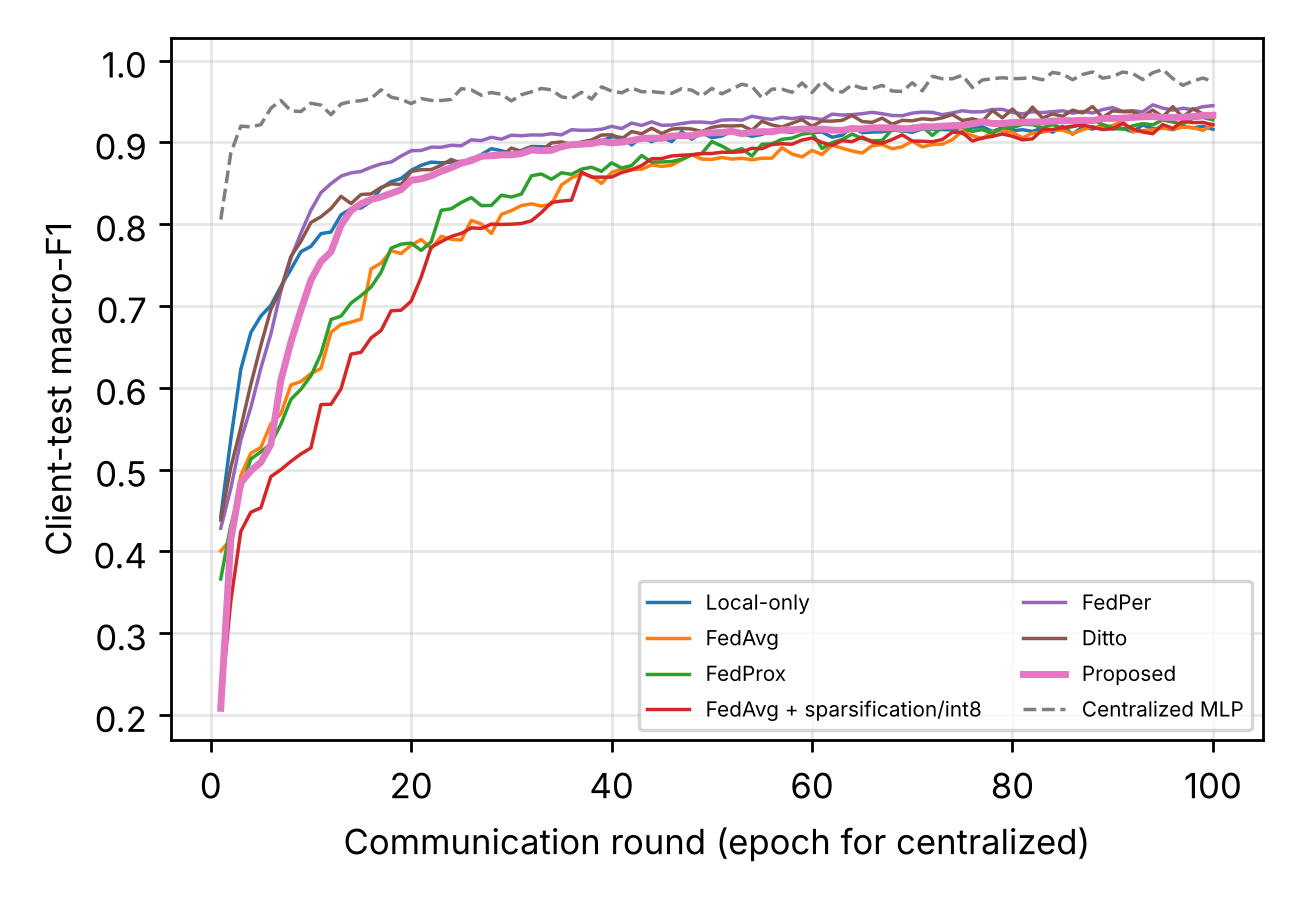 1.0
0.9
0.8
0.7
0.6
0.5
0.4
0.3
0.2
Client-test macro-F1
0 20 40 60 80 100
Communication round (epoch for centralized)
Local-only
FedAvg
FedProx
FedAvg + sparsification/int8
FedPer
Ditto
Proposed
Centralized MLP